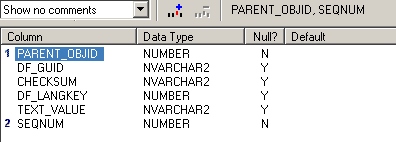 Show no comments PARENT_OBJID, SEQNUM
Column Data Type Null? Default
1 PARENT_OBJID NUMBER N
DF_GUID NVARCHAR2 Y
CHECKSUM NVARCHAR2 Y
DF_LANGKEY NUMBER Y
TEXT_VALUE NVARCHAR2 Y
2 SEQNUM NUMBER N